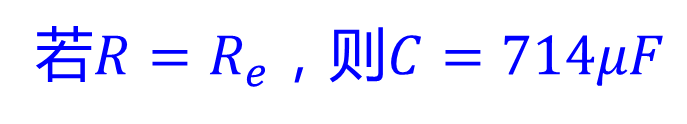 若R = Rₑ，则C = 714μF